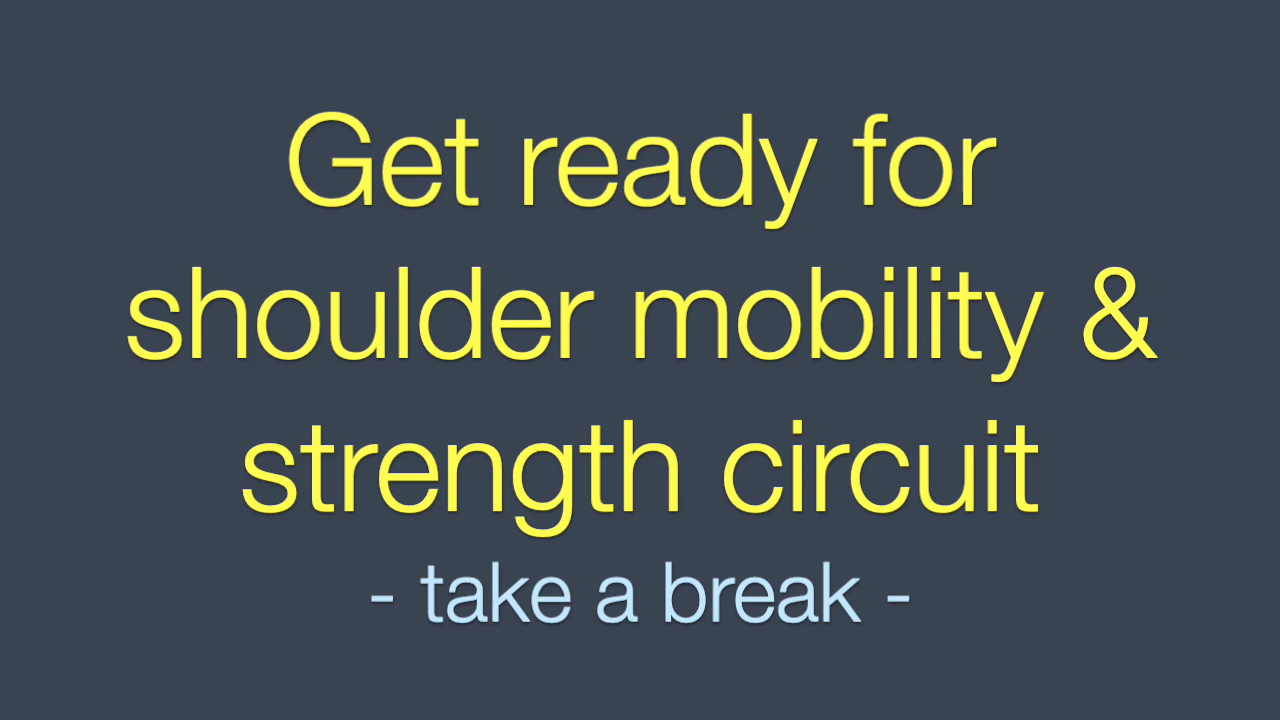 Get ready for
shoulder mobility &
strength circuit
- take a break -